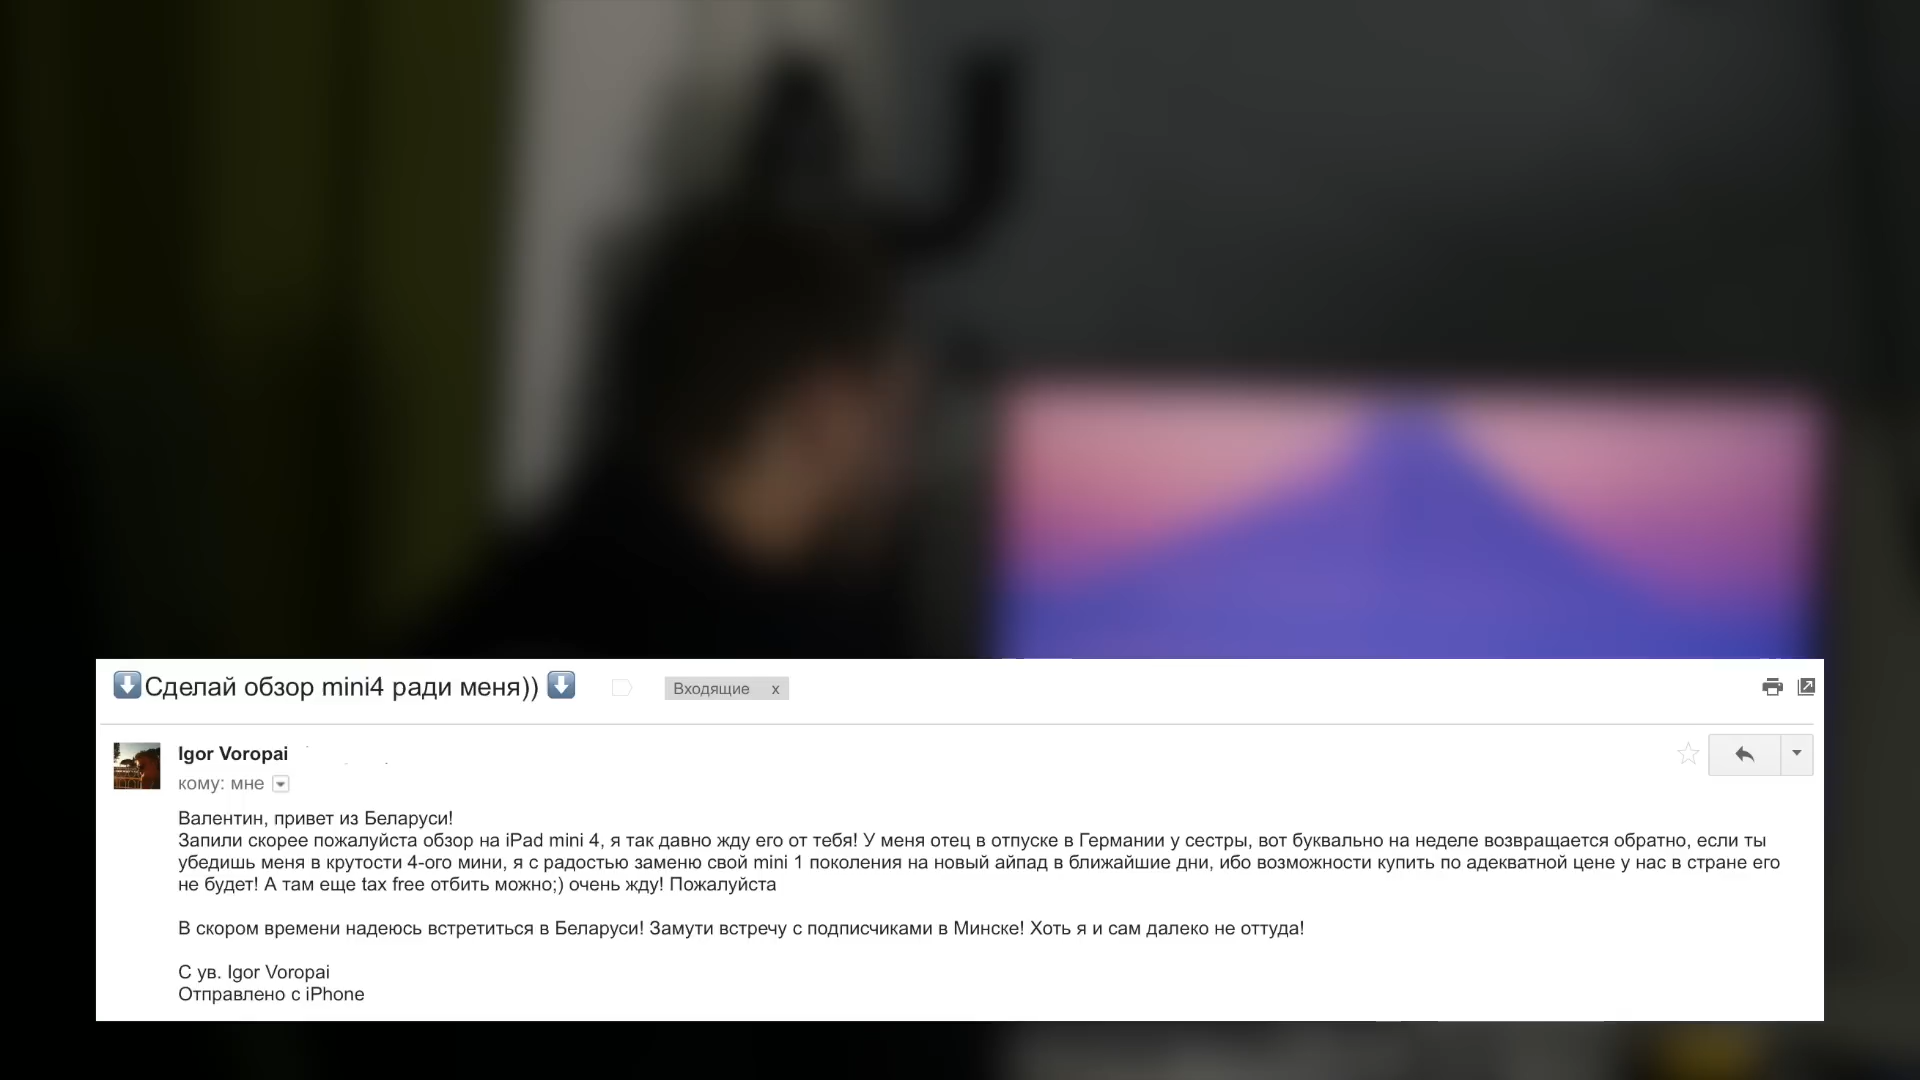 ⬇Сделай обзор mini4 ради меня)) ⬇ Входящие x
Igor Voropai
кому: мне
Валентин, привет из Беларуси!
Запили скорее пожалуйста обзор на iPad mini 4, я так давно жду его от тебя! У меня отец в отпуске в Германии у сестры, вот буквально на неделе возвращается обратно, если ты
убедишь меня в крутости 4-ого мини, я с радостью заменю свой mini 1 поколения на новый айпад в ближайшие дни, ибо возможности купить по адекватной цене у нас в стране его
не будет! А там еще tax free отбить можно;) очень жду! Пожалуйста
В скором времени надеюсь встретиться в Беларуси! Замути встречу с подписчиками в Минске! Хоть я и сам далеко не оттуда!
С ув. Igor Voropai
Отправлено с iPhone